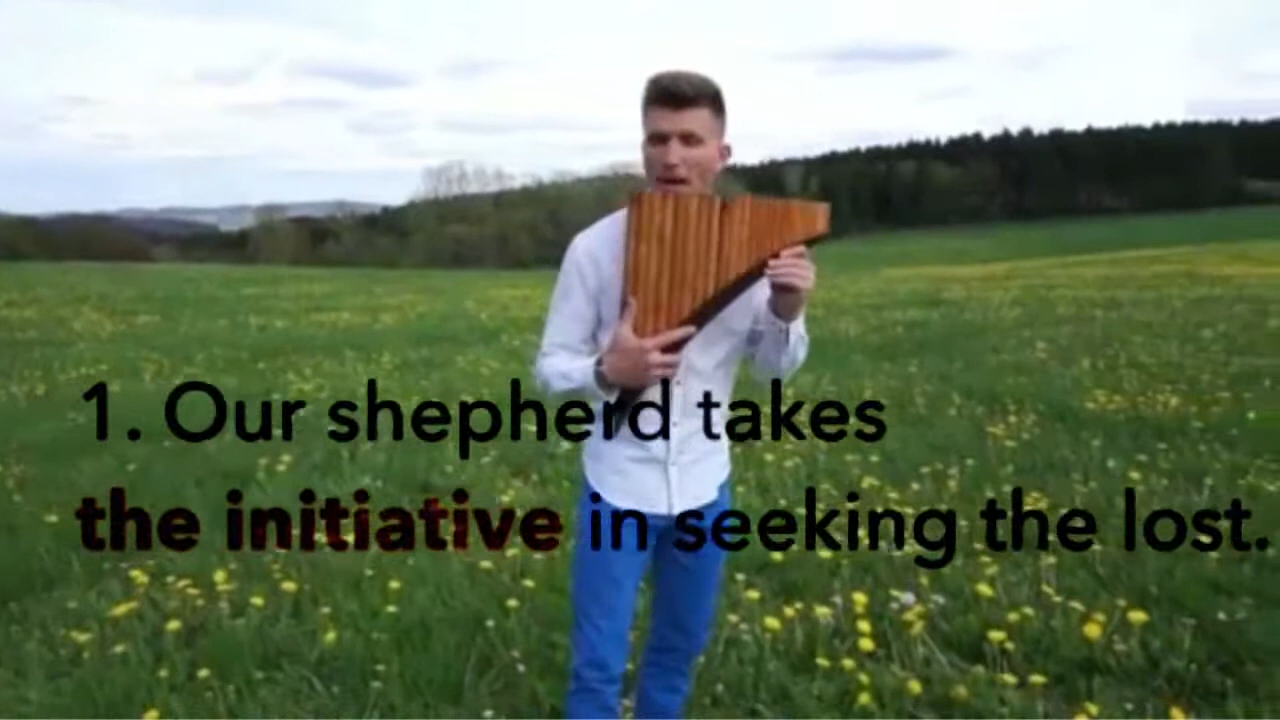 1. Our shepherd takes
the initiative in seeking the lost.